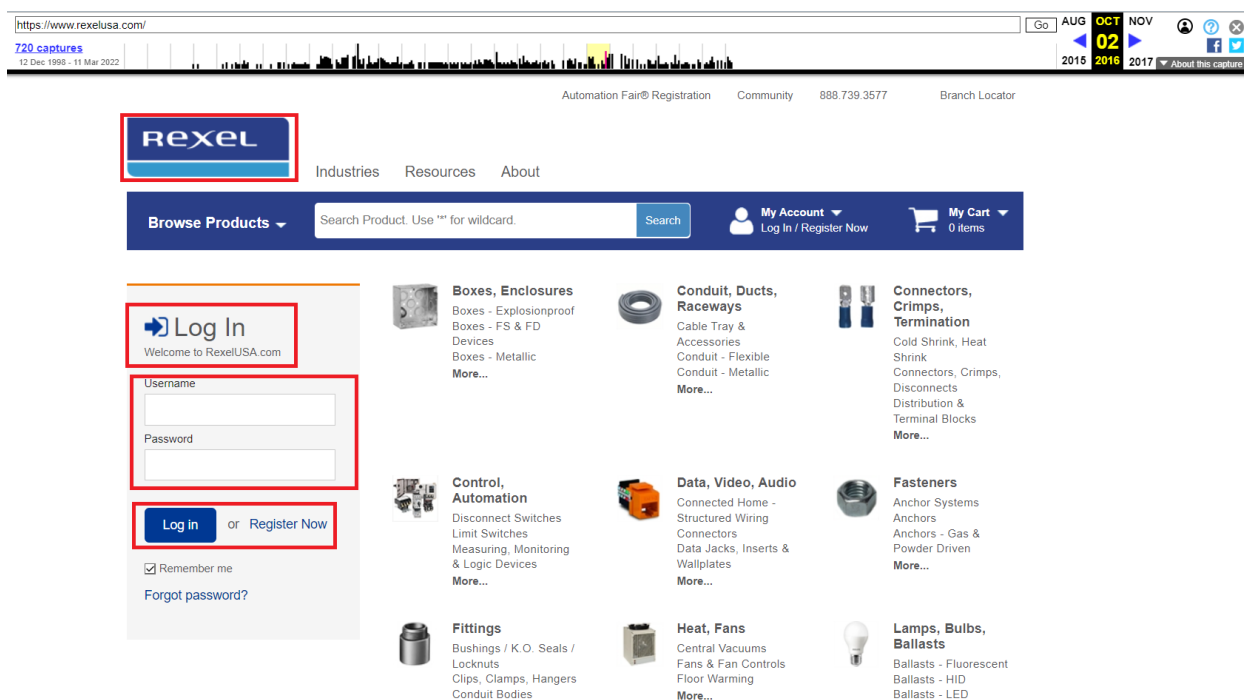 https://www.rexelusa.com/
Go
AUG OCT NOV
02
2015 2016 2017
720 captures
12 Dec 1998 - 11 Mar 2022
About this capture
Automation Fair® Registration Community 888.739.3577 Branch Locator
Rexel
Industries Resources About
Browse Products
Search Product. Use '*' for wildcard.
Search
My Account
Log In / Register Now
My Cart
0 items
Log In
Welcome to RexelUSA.com
Username
Password
Log in or Register Now
Remember me
Forgot password?
Boxes, Enclosures
Boxes - Explosionproof
Boxes - FS & FD
Devices
Boxes - Metallic
More...
Conduit, Ducts,
Raceways
Cable Tray &
Accessories
Conduit - Flexible
Conduit - Metallic
More...
Connectors,
Crimps,
Termination
Cold Shrink, Heat
Shrink
Connectors, Crimps,
Disconnects
Distribution &
Terminal Blocks
More...
Control,
Automation
Disconnect Switches
Limit Switches
Measuring, Monitoring
& Logic Devices
More...
Data, Video, Audio
Connected Home -
Structured Wiring
Connectors
Data Jacks, Inserts &
Wallplates
More...
Fasteners
Anchor Systems
Anchors
Anchors - Gas &
Powder Driven
More...
Fittings
Bushings / K.O. Seals /
Locknuts
Clips, Clamps, Hangers
Conduit Bodies
Heat, Fans
Central Vacuums
Fans & Fan Controls
Floor Warming
More...
Lamps, Bulbs,
Ballasts
Ballasts - Fluorescent
Ballasts - HID
Ballasts - LED